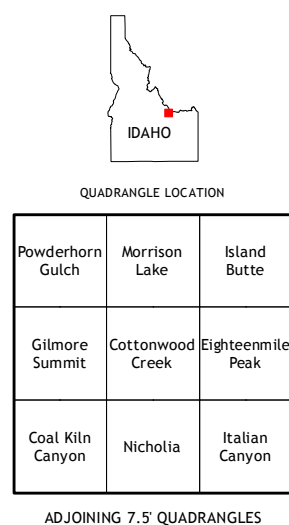 IDAHO
QUADRANGLE LOCATION
Powderhorn
Gulch
Morrison
Lake
Island
Butte
Gilmore
Summit
Cottonwood
Creek
Eighteenmile
Peak
Coal Kiln
Canyon
Nicholia
Italian
Canyon
ADJOINING 7.5' QUADRANGLES